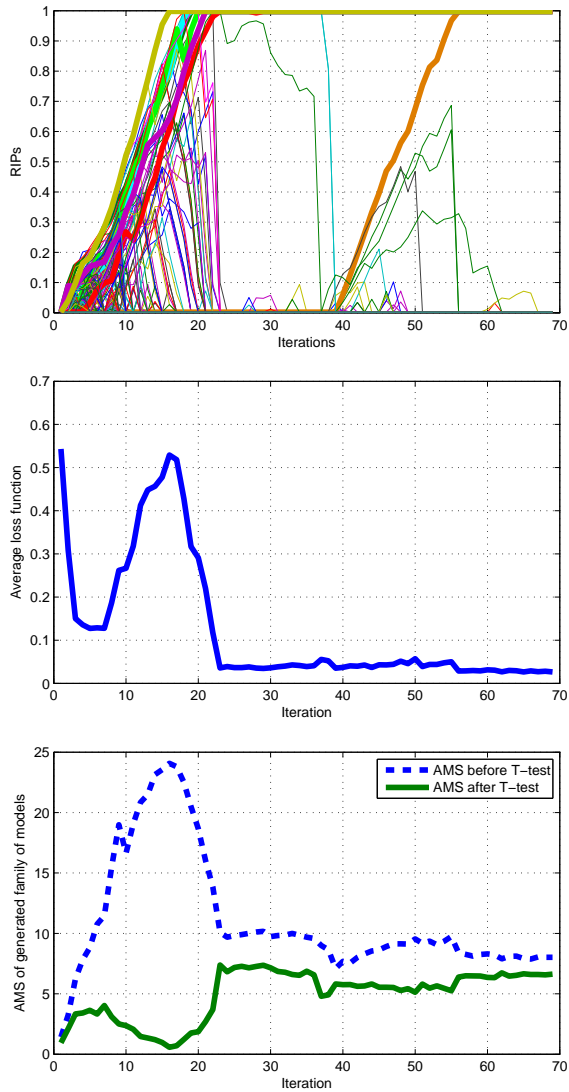 1
0.9
0.8
0.7
0.6
0.5
0.4
0.3
0.2
0.1
0
RIPs
0 10 20 30 40 50 60 70
Iterations
0.7
0.6
0.5
0.4
0.3
0.2
0.1
0
Average loss function
0 10 20 30 40 50 60 70
Iteration
25
20
15
10
5
0
AMS of generated family of models
AMS before T−test
AMS after T−test
0 10 20 30 40 50 60 70
Iteration